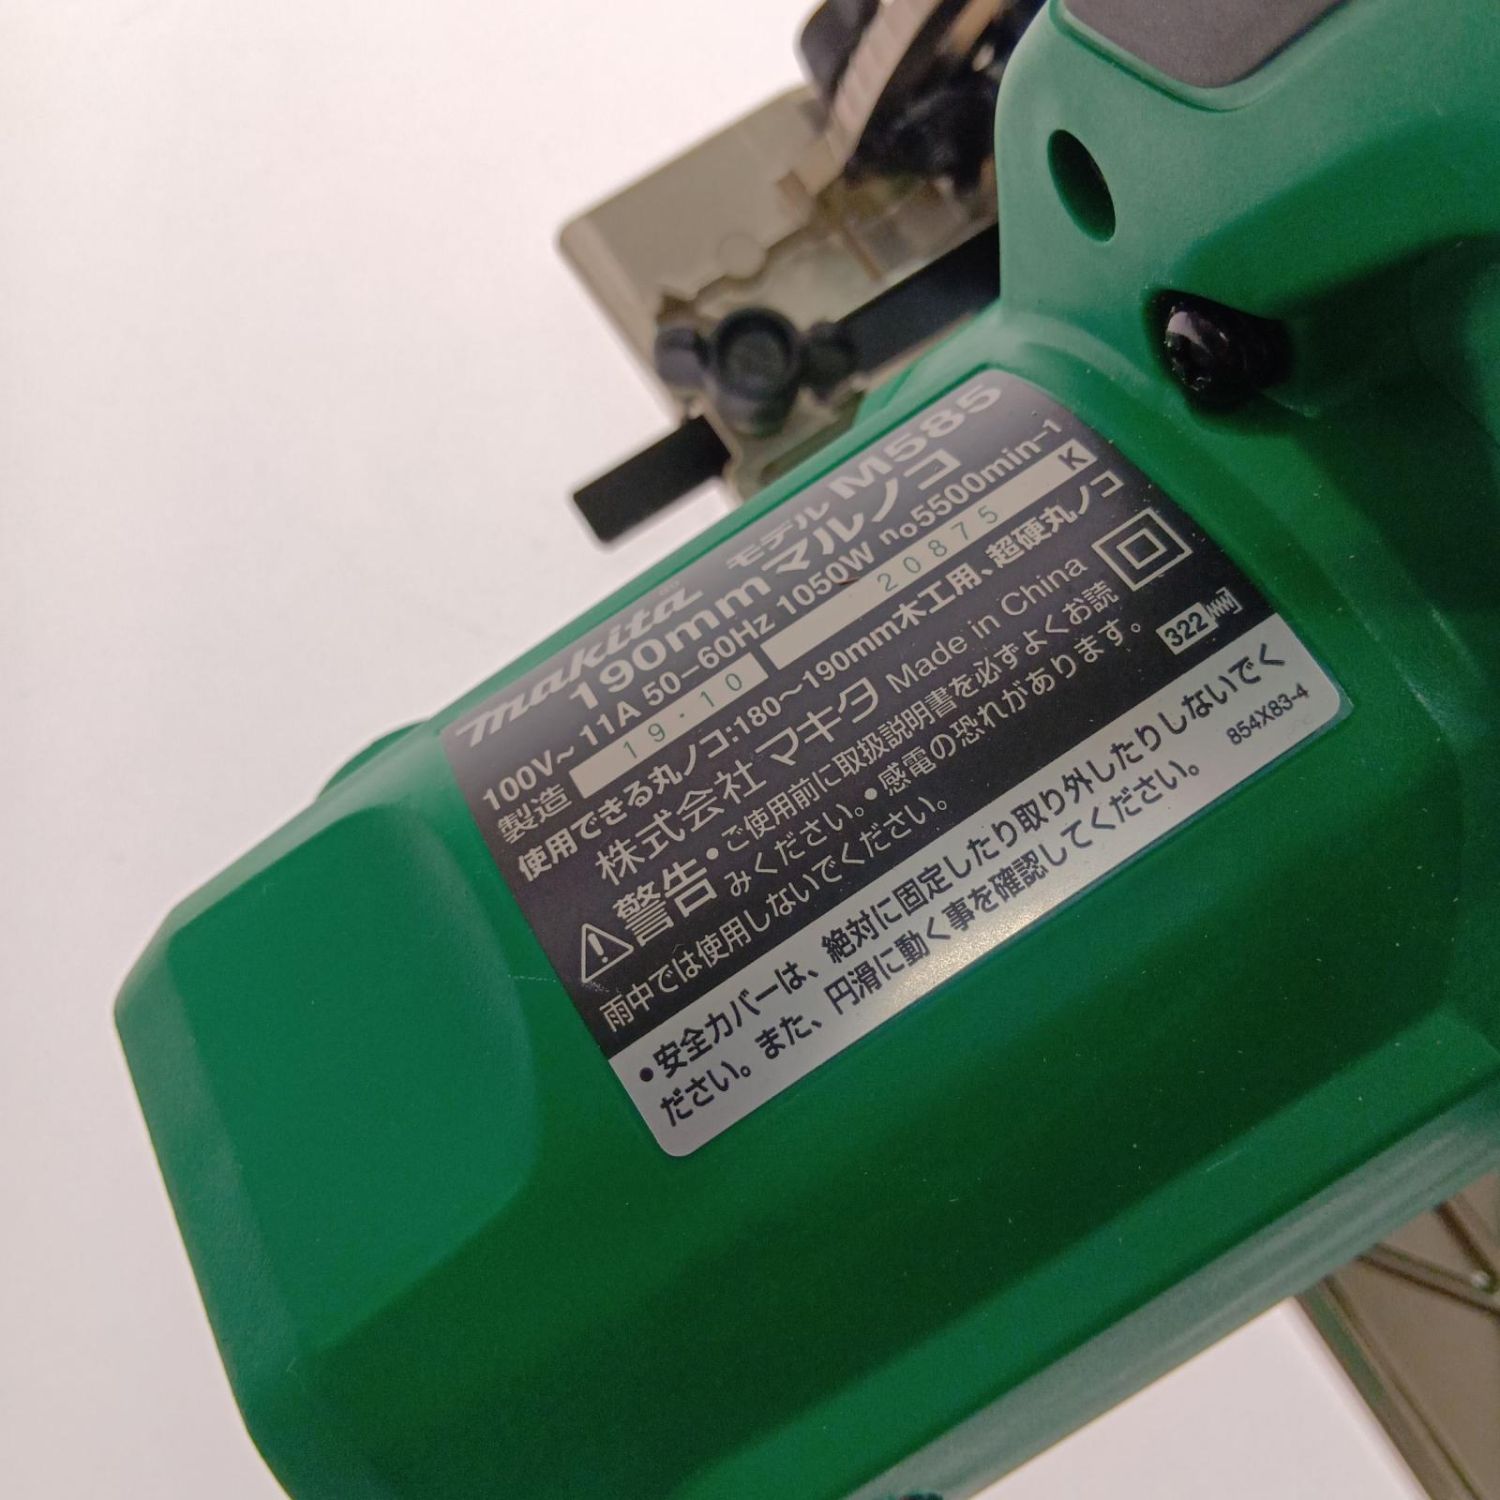 makita モデル M585
190mmマルノコ
100V~ 11A 50-60Hz 1050W no5500min-1
製造 19・10 20875 K
使用できる丸ノコ:180~190mm木工用、超硬丸ノコ
株式会社マキタ Made in China
警告 •ご使用前に取扱説明書を必ずよくお読
みください。•感電の恐れがあります。
雨中では使用しないでください。
322
•安全カバーは、絶対に固定したり取り外したりしないでく
ださい。また、円滑に動く事を確認してください。
854X83-4